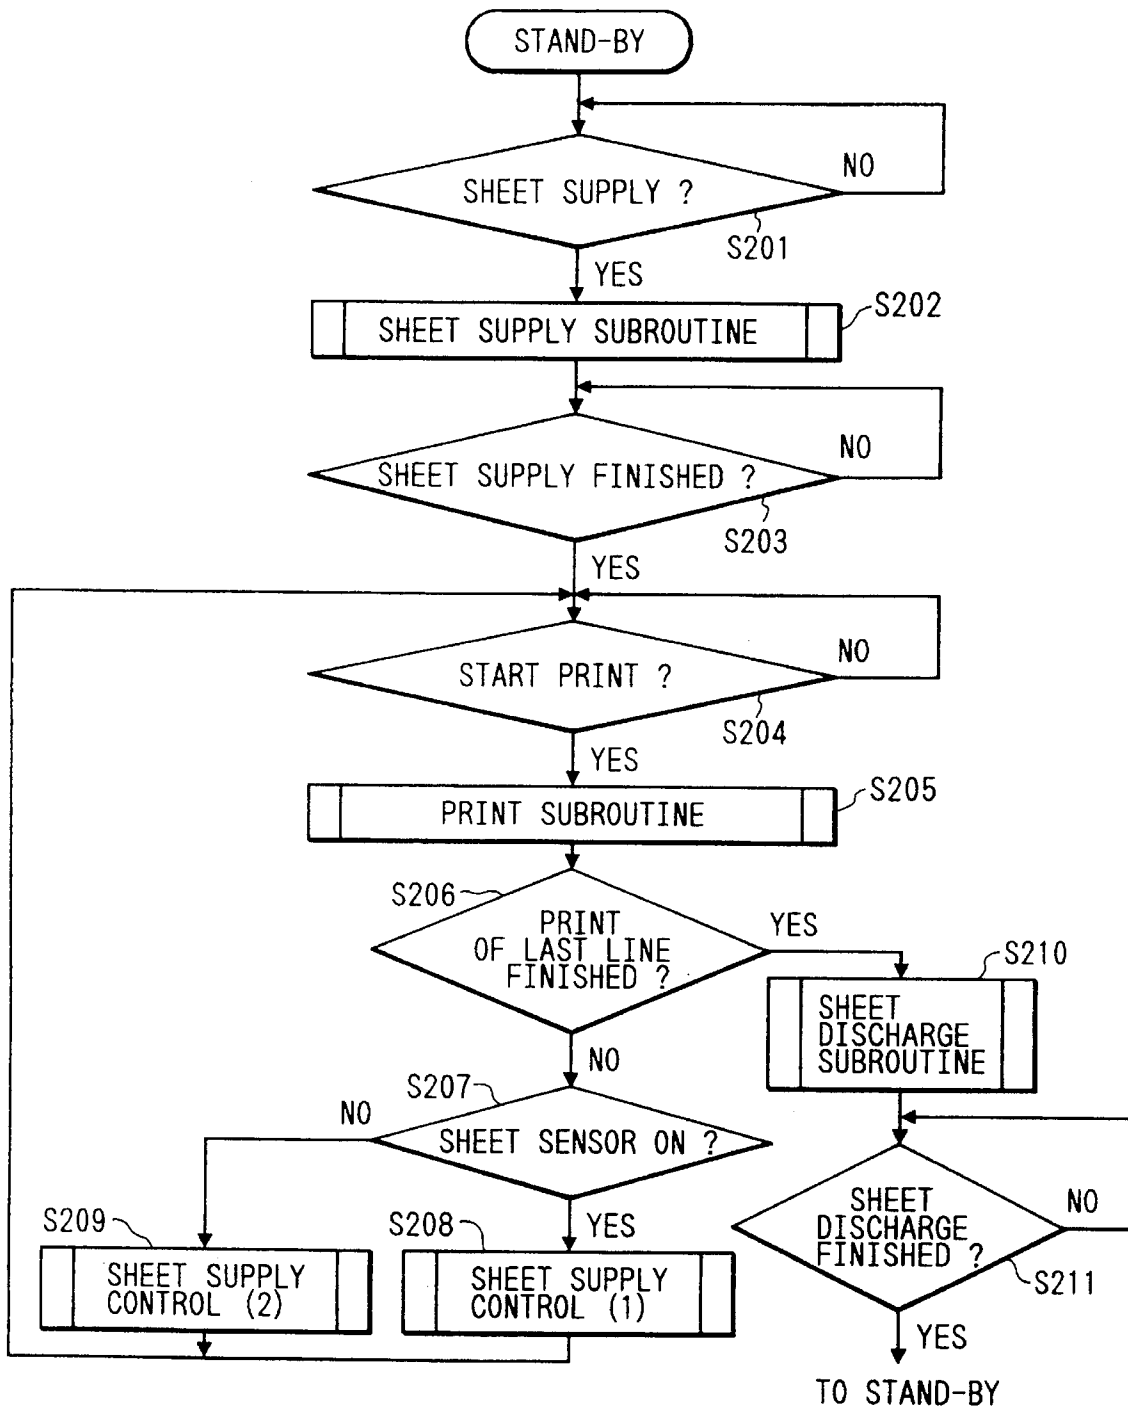 STAND-BY
NO
SHEET SUPPLY ?
S201
YES
S202
SHEET SUPPLY SUBROUTINE
NO
SHEET SUPPLY FINISHED ?
S203
YES
NO
START PRINT ?
S204
YES
S205
PRINT SUBROUTINE
S206
PRINT
OF LAST LINE
FINISHED ?
YES
S210
SHEET
DISCHARGE
SUBROUTINE
NO
S207
NO
SHEET SENSOR ON ?
SHEET
DISCHARGE
FINISHED ?
NO
S211
S209
S208
YES
SHEET SUPPLY
CONTROL (2)
SHEET SUPPLY
CONTROL (1)
YES
TO STAND-BY